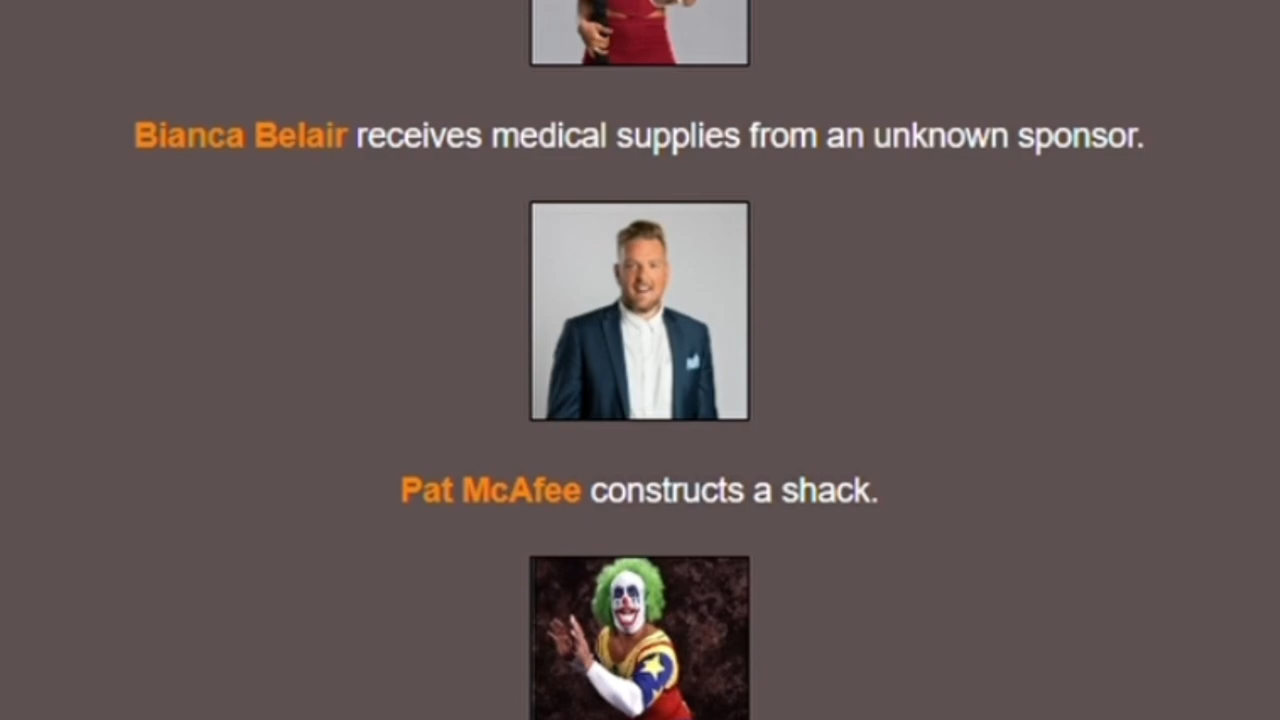 Bianca Belair receives medical supplies from an unknown sponsor.
Pat McAfee constructs a shack.